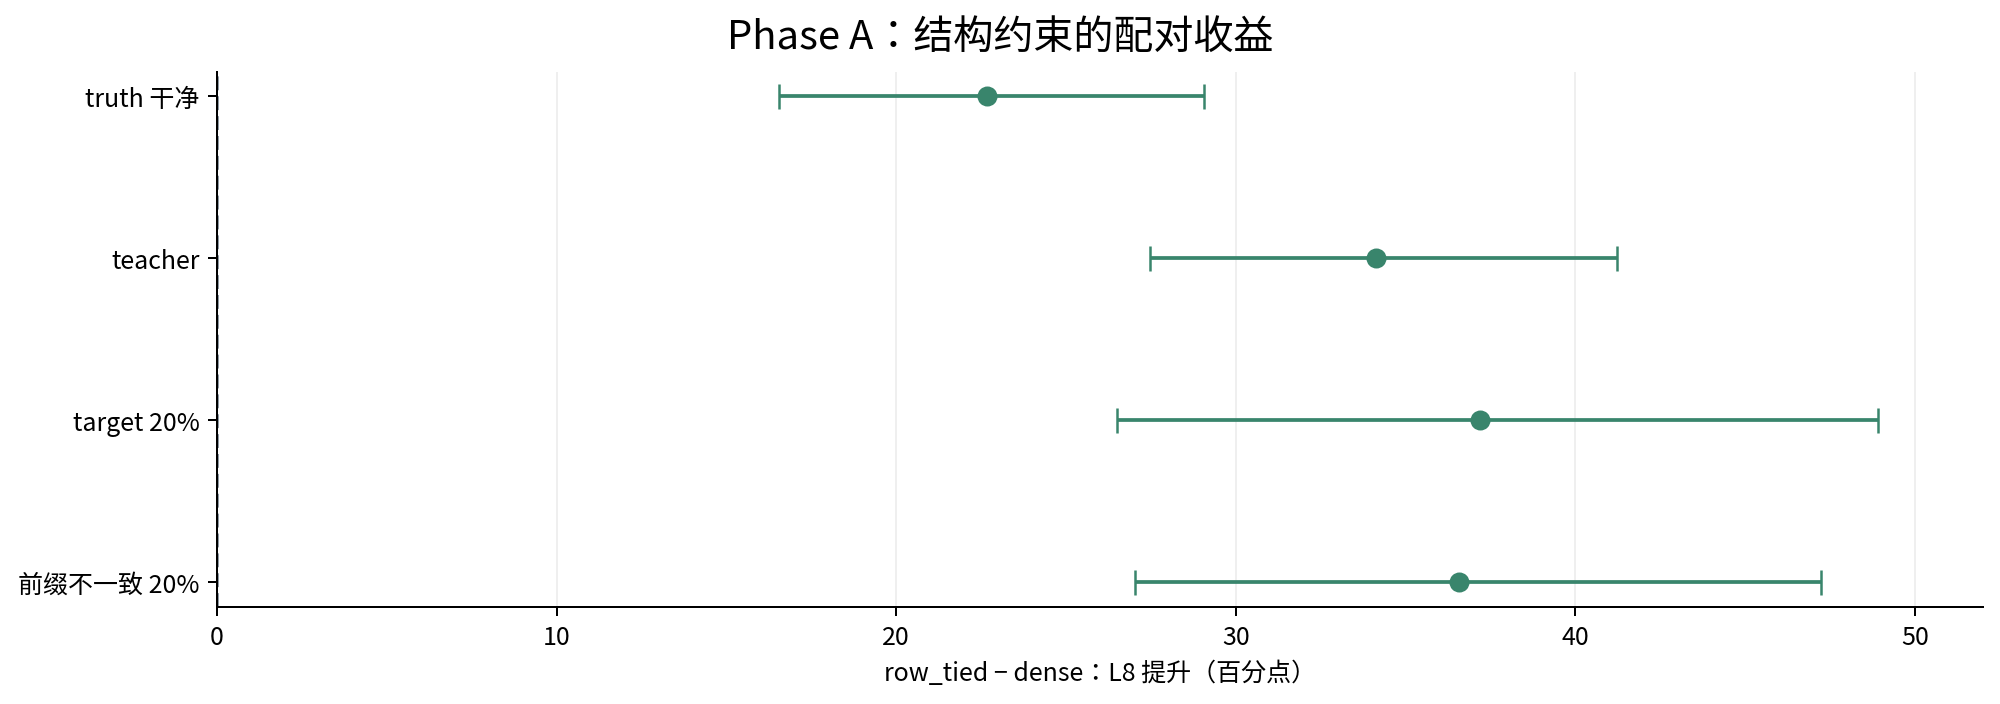 Phase A：结构约束的配对收益
truth 干净
teacher
target 20%
前缀不一致 20%
0 10 20 30 40 50
row_tied − dense：L8 提升（百分点）